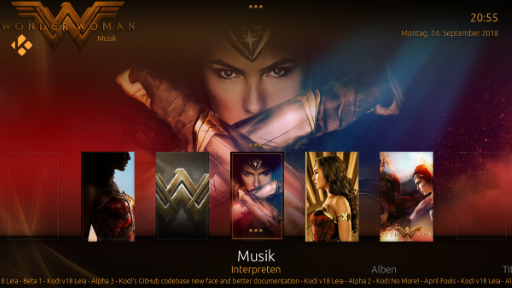 WONDER WOMAN
Musik
20:55
Montag, 24. September 2018
Musik
Interpreten
Alben
8 Leia - Beta 1 - Kodi v18 Leia - Alpha 3 - Kodi's GitHub codebase new face and better documentation - Kodi v18 Leia - Alpha 2 - Kodi No More! - April Fools - Kodi v18 Leia - Al